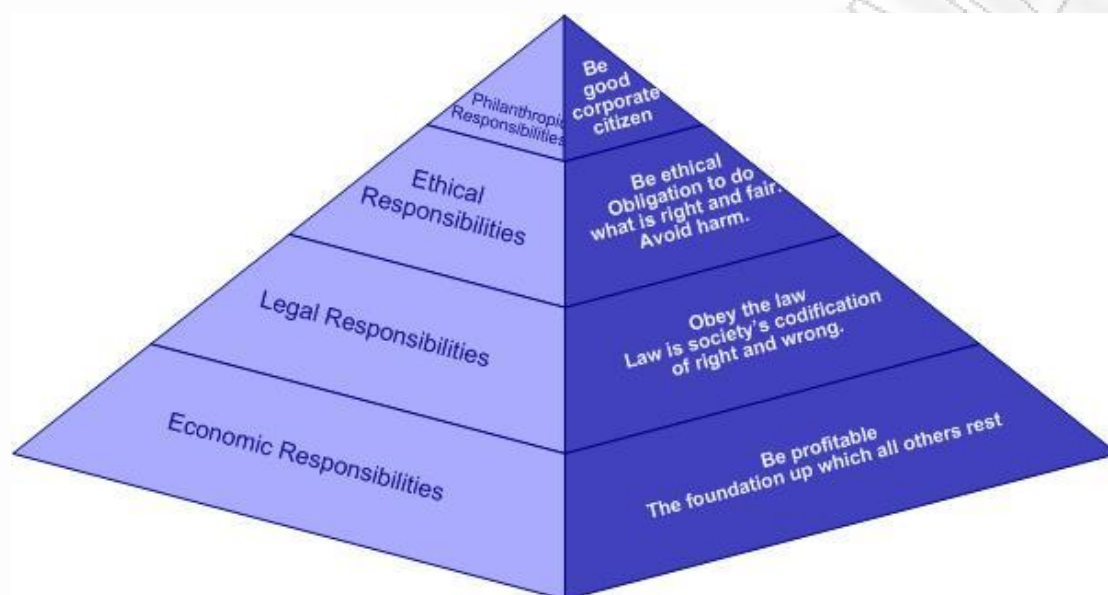 Philanthropic
Responsibilities
Be
good
corporate
citizen
Ethical
Responsibilities
Be ethical
Obligation to do
what is right and fair.
Avoid harm.
Legal Responsibilities
Obey the law
Law is society's codification
of right and wrong.
Economic Responsibilities
Be profitable
The foundation up which all others rest